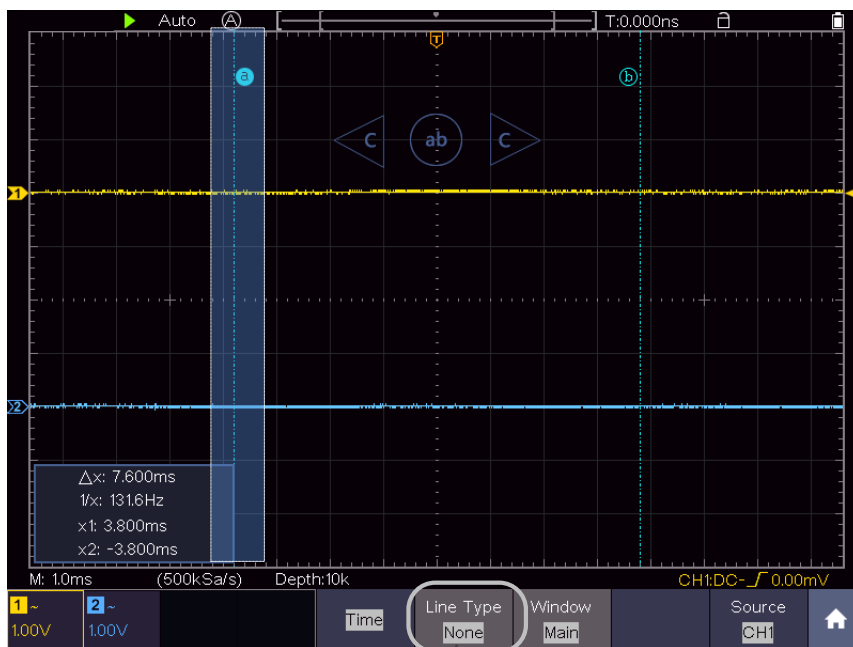 Auto A T:0.000ns
T
a b
C ab C
1
2
△x: 7.600ms
1/x: 131.6Hz
x1: 3.800ms
x2: -3.800ms
M: 1.0ms (500kSa/s) Depth:10k CH1:DC- 0.00mV
1 ~ 2 ~ Line Type Window Source
1.00V 1.00V Time None Main CH1